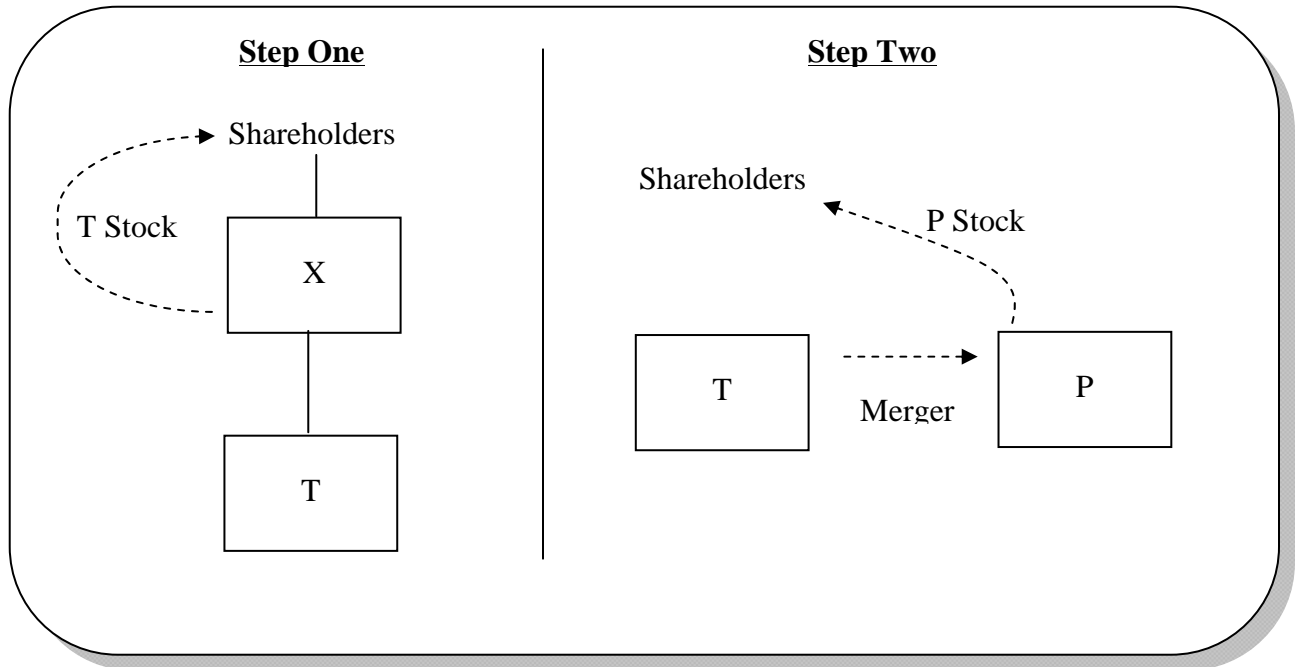 Step One
Shareholders
T Stock
X
T
Step Two
Shareholders
P Stock
T
P
Merger